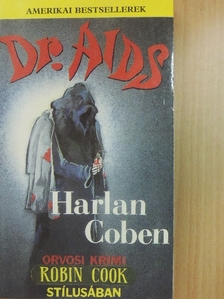 AMERIKAI BESTSELLEREK
DR. AIDS
Harlan
Coben
ORVOSI KRIMI
ROBIN COOK
STÍLUSÁBAN